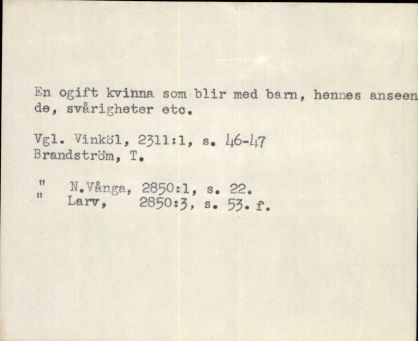 En ogift kvinna som blir med barn, hennes anseen
de, svårigheter etc.
Vgl. Vinköl, 2311:1, s. 46-47
Brandström, T.
" N.Vånga, 2850:1, s. 22.
" Larv, 2850:3, s. 53. f.